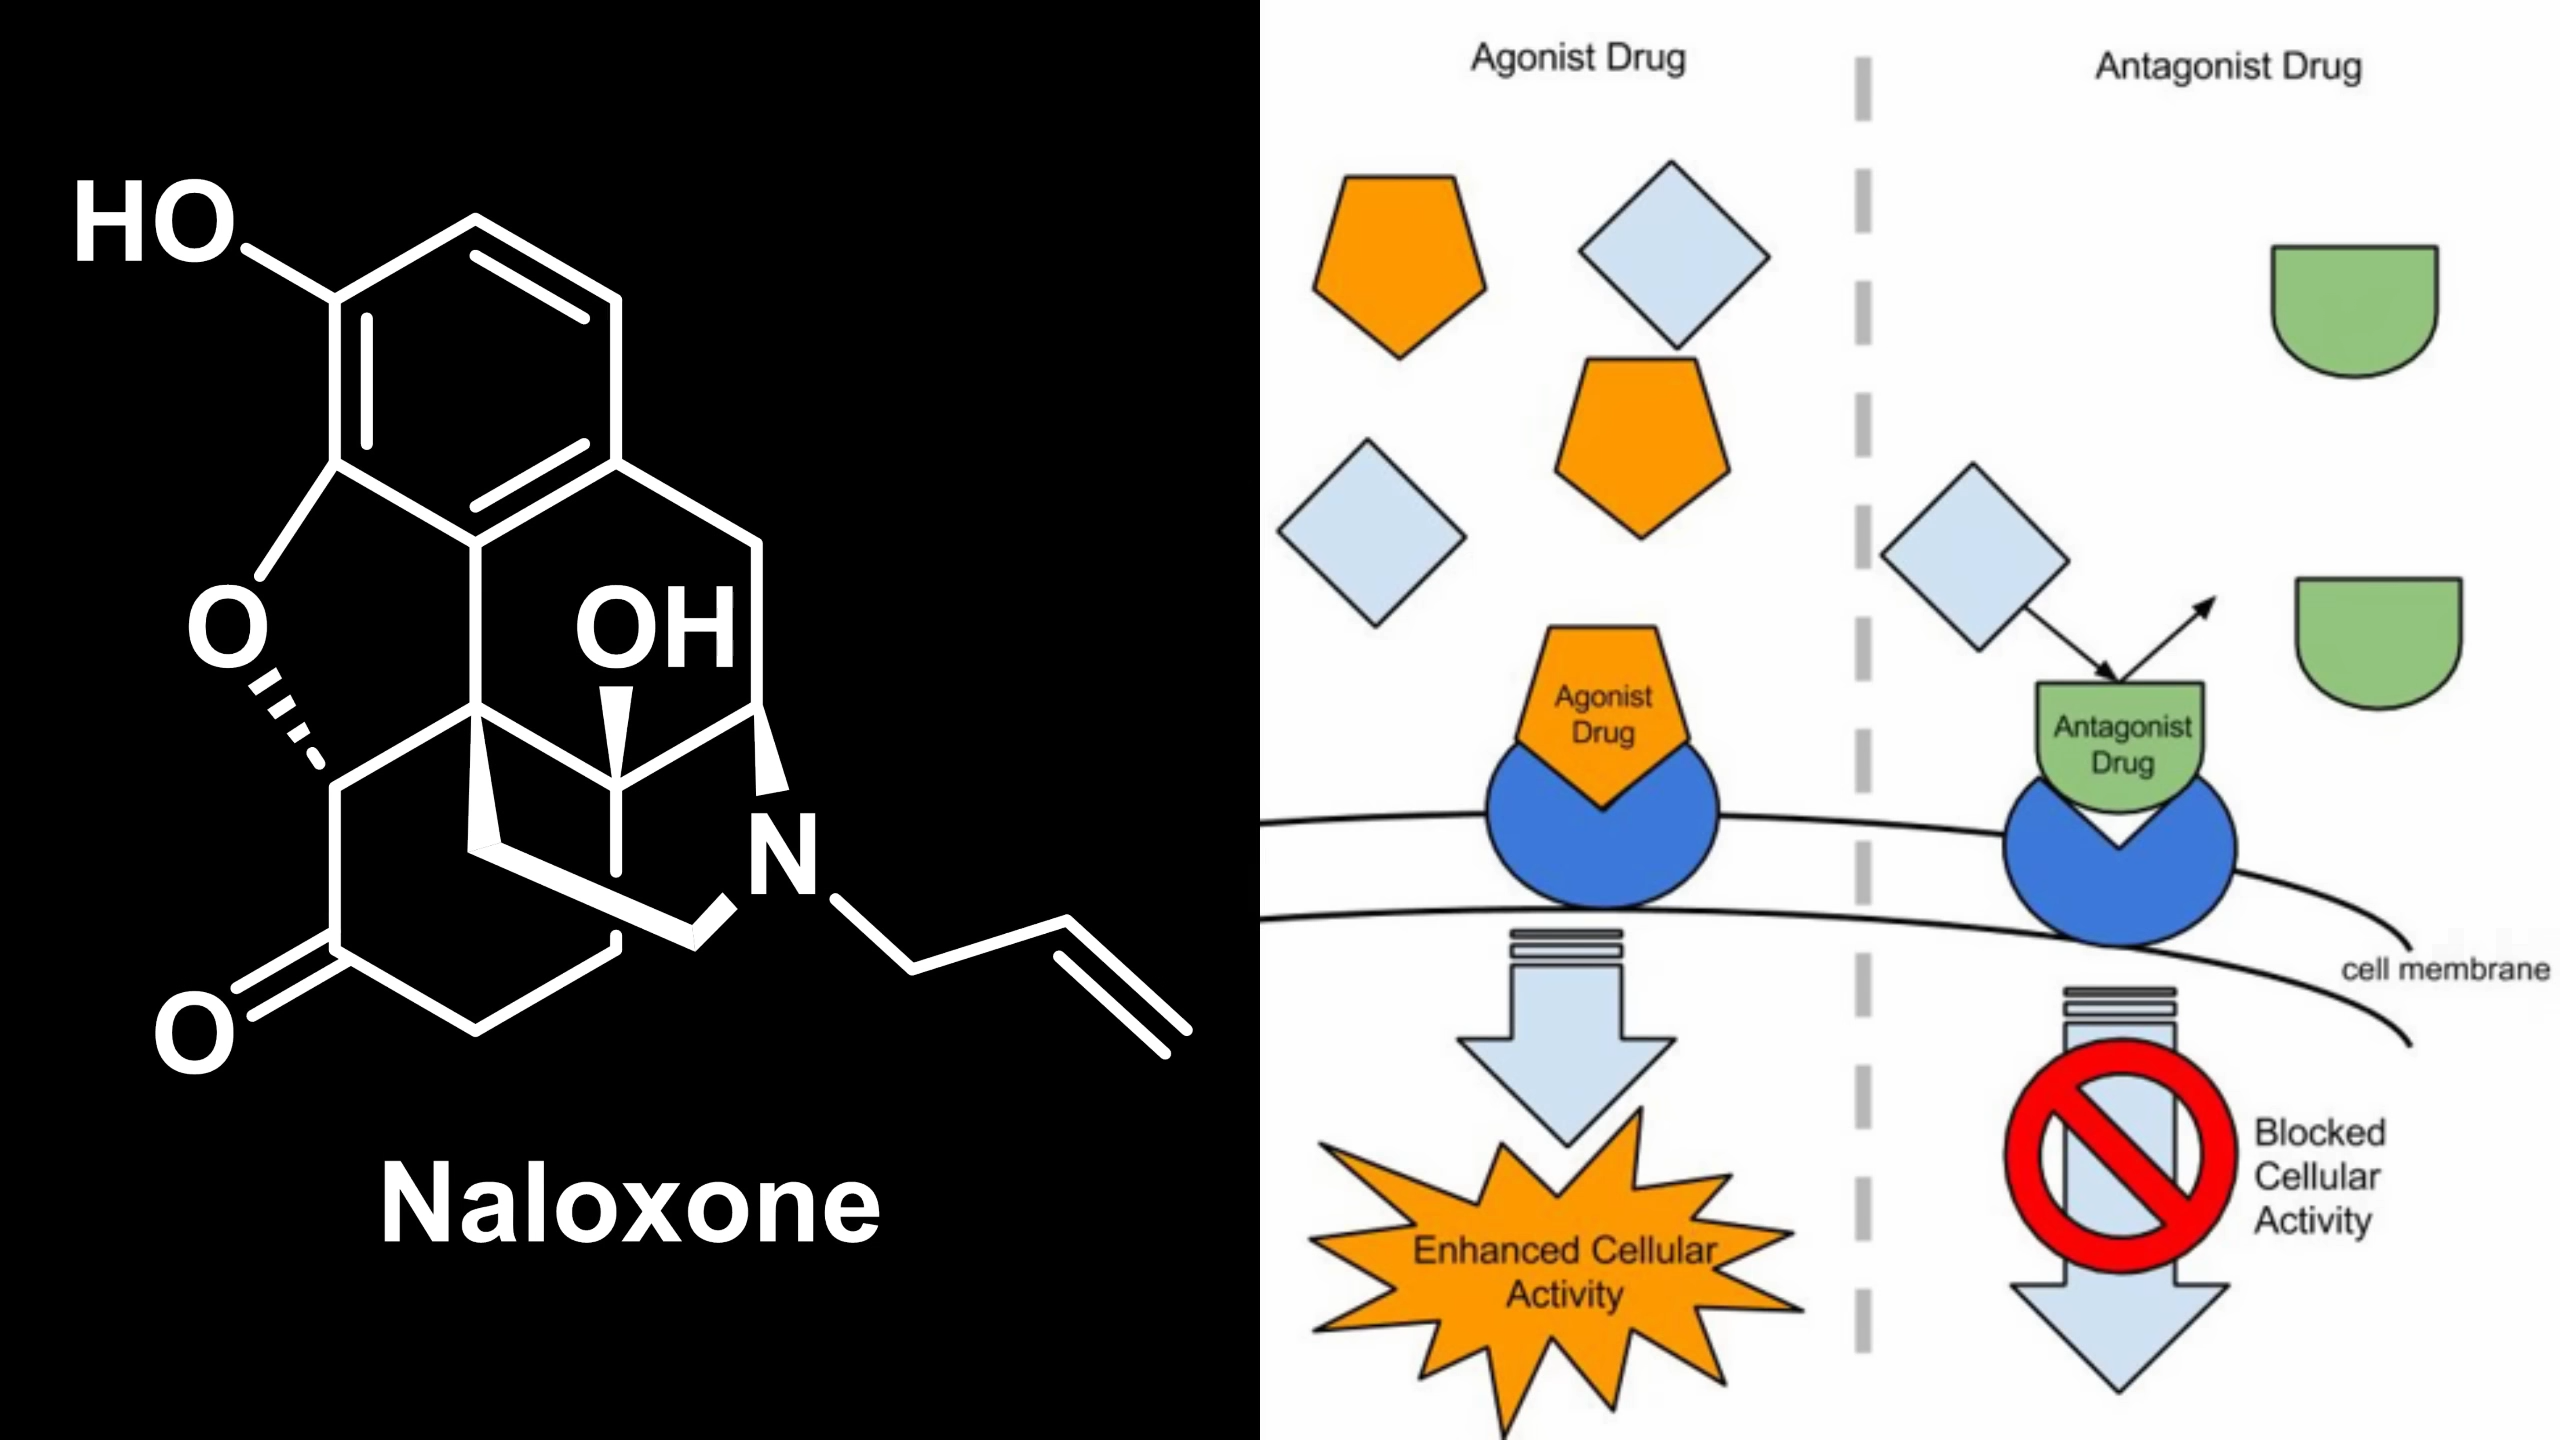 HO
O
OH
N
O
Naloxone
Agonist Drug
Antagonist Drug
Agonist
Drug
Antagonist
Drug
cell membrane
Enhanced Cellular
Activity
Blocked
Cellular
Activity